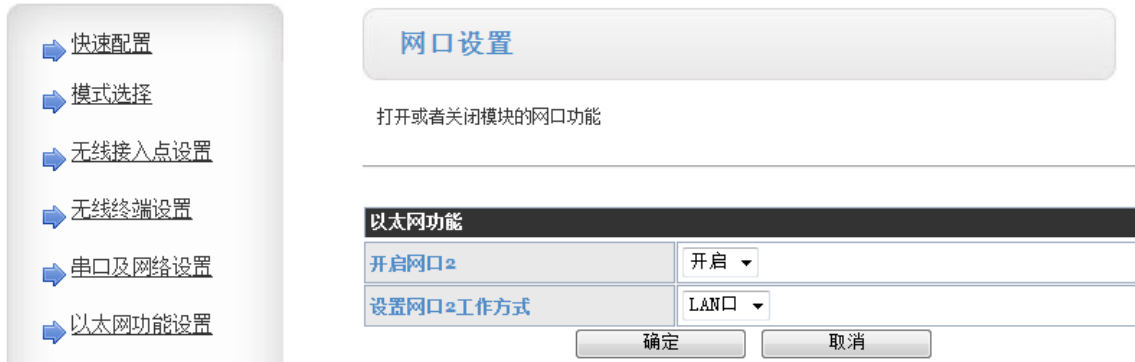 快速配置
模式选择
无线接入点设置
无线终端设置
串口及网络设置
以太网功能设置
网口设置
打开或者关闭模块的网口功能
以太网功能
开启网口2 开启
设置网口2工作方式 LAN口
确定 取消